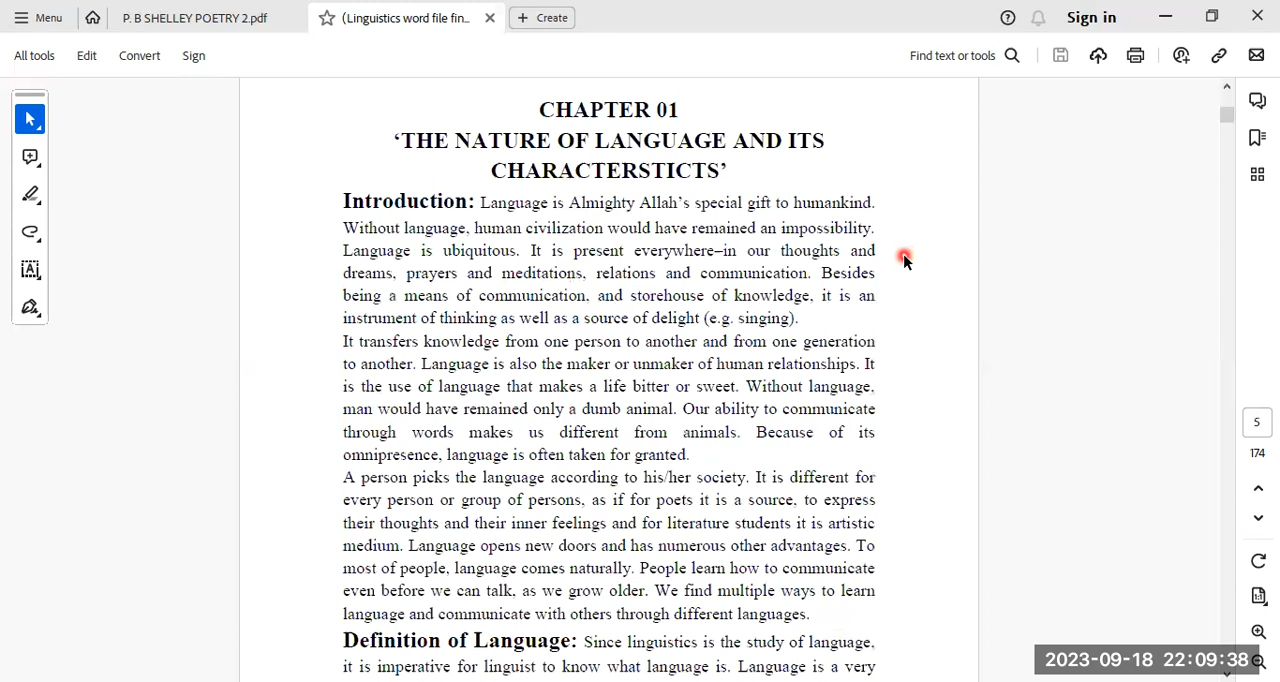 Menu P. B SHELLEY POETRY 2.pdf (Linguistics word file fin... Create Sign in
All tools Edit Convert Sign Find text or tools
CHAPTER 01
‘THE NATURE OF LANGUAGE AND ITS
CHARACTERSTICTS’
Introduction: Language is Almighty Allah’s special gift to humankind.
Without language, human civilization would have remained an impossibility.
Language is ubiquitous. It is present everywhere–in our thoughts and
dreams, prayers and meditations, relations and communication. Besides
being a means of communication, and storehouse of knowledge, it is an
instrument of thinking as well as a source of delight (e.g. singing).
It transfers knowledge from one person to another and from one generation
to another. Language is also the maker or unmaker of human relationships. It
is the use of language that makes a life bitter or sweet. Without language,
man would have remained only a dumb animal. Our ability to communicate
through words makes us different from animals. Because of its
omnipresence, language is often taken for granted.
A person picks the language according to his/her society. It is different for
every person or group of persons, as if for poets it is a source, to express
their thoughts and their inner feelings and for literature students it is artistic
medium. Language opens new doors and has numerous other advantages. To
most of people, language comes naturally. People learn how to communicate
even before we can talk, as we grow older. We find multiple ways to learn
language and communicate with others through different languages.
Definition of Language: Since linguistics is the study of language,
it is imperative for linguist to know what language is. Language is a very
5
174
2023-09-18 22:09:38